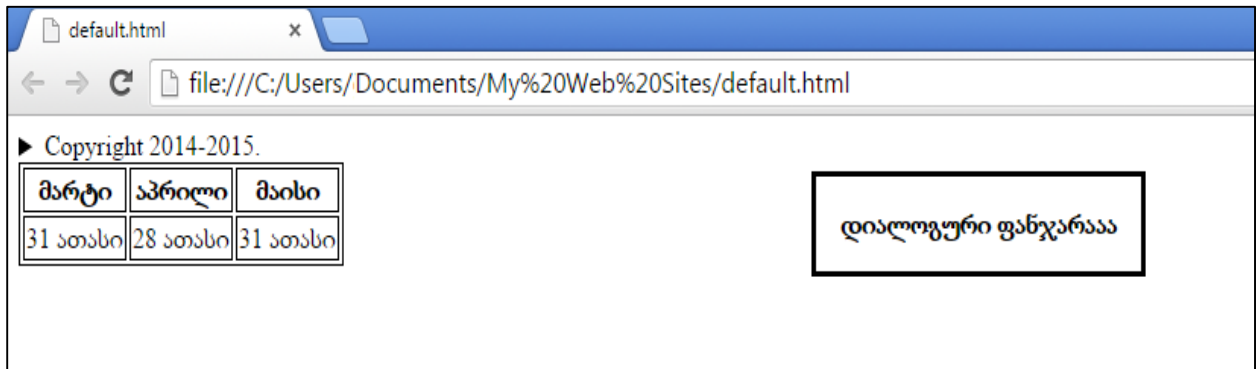 default.html ×
file:///C:/Users/Documents/My%20Web%20Sites/default.html
Copyright 2014-2015.
მარტი აპრილი მაისი
31 ათასი 28 ათასი 31 ათასი
დიალოგური ფანჯარააა